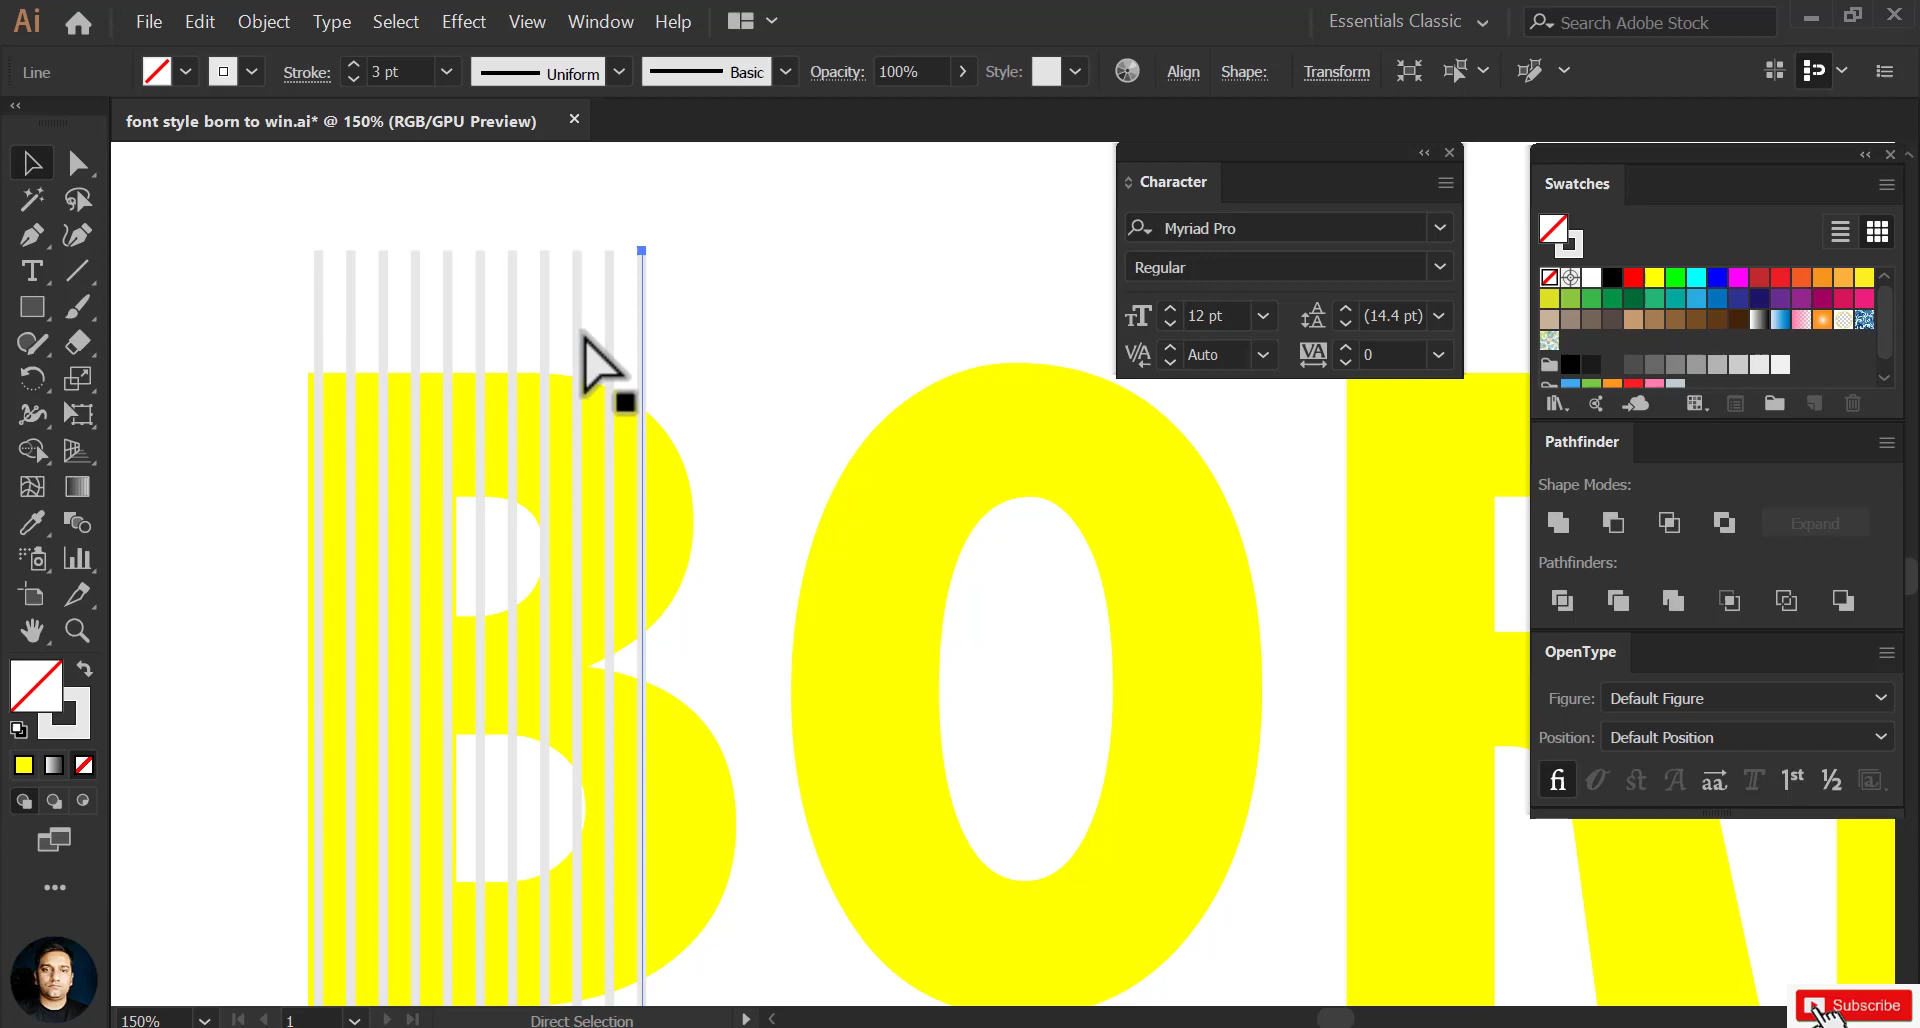 Ai File Edit Object Type Select Effect View Window Help Essentials Classic Search Adobe Stock
Line Stroke: 3 pt Uniform Basic Opacity: 100% Style: Align Shape: Transform
font style born to win.ai* @ 150% (RGB/GPU Preview)
Character
Myriad Pro
Regular
12 pt (14.4 pt)
Auto 0
Swatches
Pathfinder
Shape Modes:
Expand
Pathfinders:
OpenType
Figure: Default Figure
Position: Default Position
BOR
150% 1 Direct Selection
Subscribe